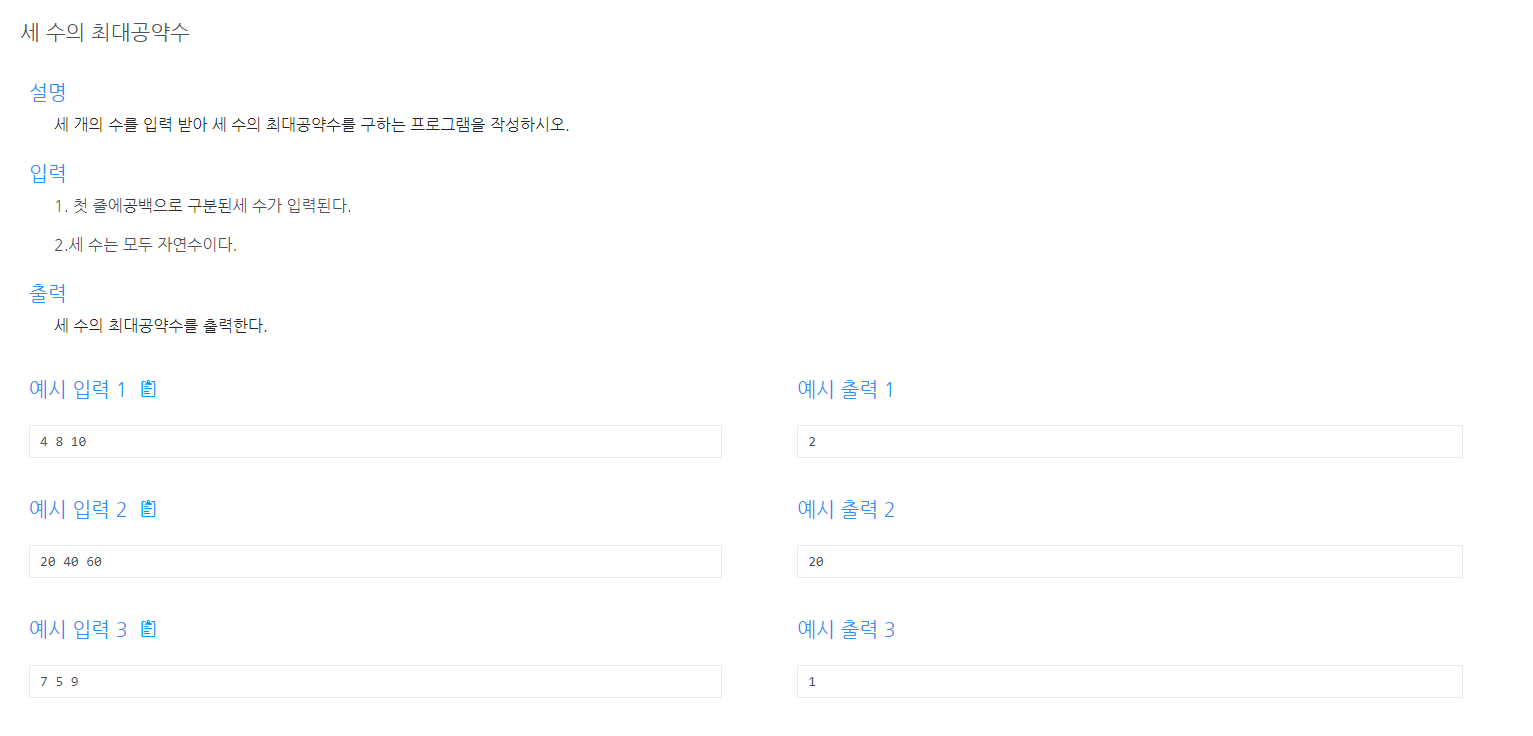 세 수의 최대공약수
설명
세 개의 수를 입력 받아 세 수의 최대공약수를 구하는 프로그램을 작성하시오.
입력
1. 첫 줄에공백으로 구분된세 수가 입력된다.
2.세 수는 모두 자연수이다.
출력
세 수의 최대공약수를 출력한다.
예시 입력 1
예시 출력 1
4 8 10
2
예시 입력 2
예시 출력 2
20 40 60
20
예시 입력 3
예시 출력 3
7 5 9
1